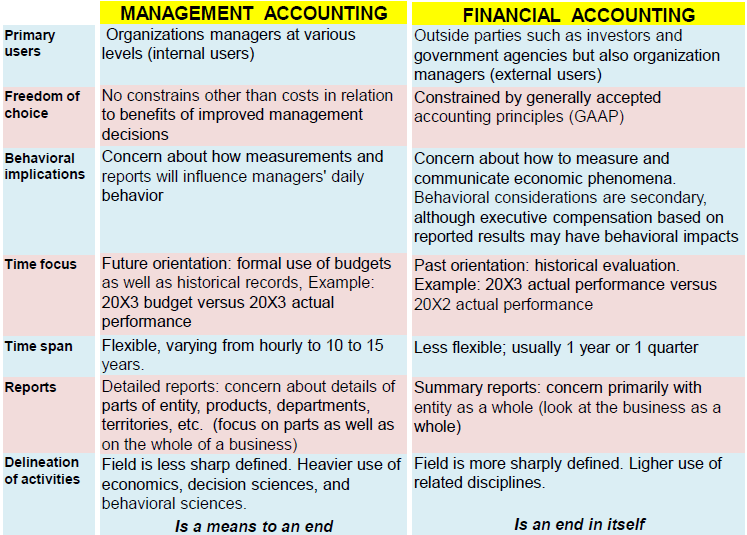 MANAGEMENT ACCOUNTING
FINANCIAL ACCOUNTING
Primary
users
Organizations managers at various
levels (internal users)
Outside parties such as investors and
government agencies but also organization
managers (external users)
Freedom of
choice
No constrains other than costs in relation
to benefits of improved management
decisions
Constrained by generally accepted
accounting principles (GAAP)
Behavioral
implications
Concern about how measurements and
reports will influence managers' daily
behavior
Concern about how to measure and
communicate economic phenomena.
Behavioral considerations are secondary,
although executive compensation based on
reported results may have behavioral impacts
Time focus
Future orientation: formal use of budgets
as well as historical records, Example:
20X3 budget versus 20X3 actual
performance
Past orientation: historical evaluation.
Example: 20X3 actual performance versus
20X2 actual performance
Time span
Flexible, varying from hourly to 10 to 15
years.
Less flexible; usually 1 year or 1 quarter
Reports
Detailed reports: concern about details of
parts of entity, products, departments,
territories, etc. (focus on parts as well as
on the whole of a business)
Summary reports: concern primarily with
entity as a whole (look at the business as a
whole)
Delineation
of activities
Field is less sharp defined. Heavier use of
economics, decision sciences, and
behavioral sciences.
Is a means to an end
Field is more sharply defined. Ligher use of
related disciplines.
Is an end in itself